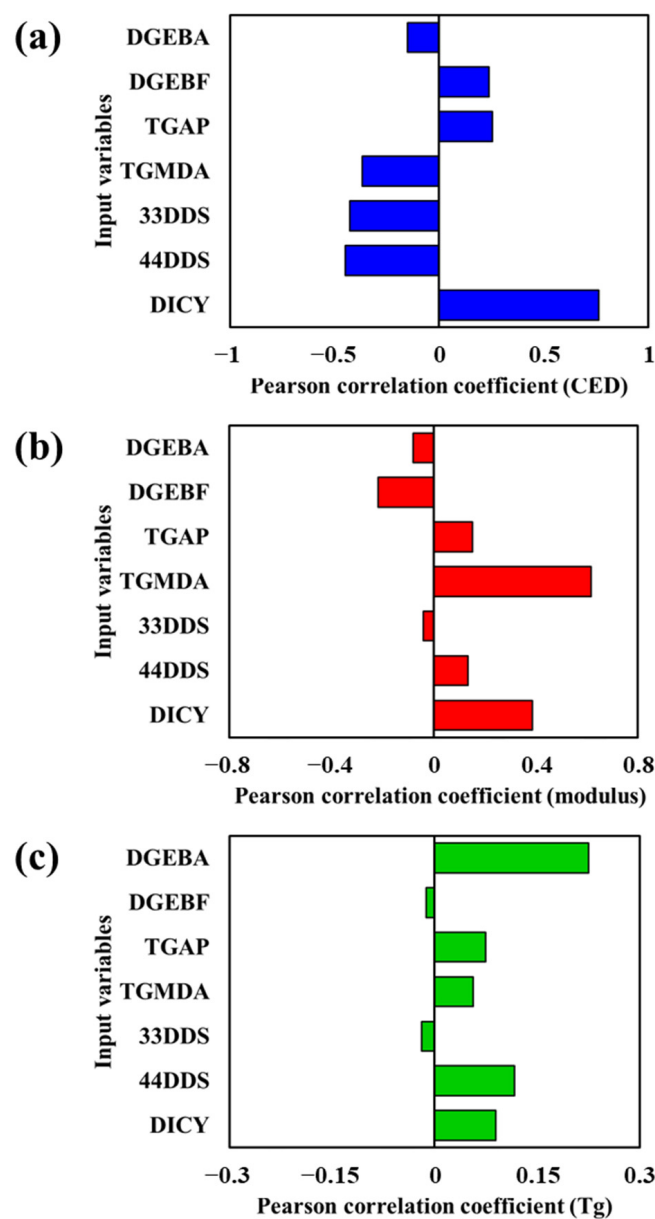 (a)
Input variables
DGEBA
DGEBF
TGAP
TGMDA
33DDS
44DDS
DICY
−1 −0.5 0 0.5 1
Pearson correlation coefficient (CED)
(b)
Input variables
DGEBA
DGEBF
TGAP
TGMDA
33DDS
44DDS
DICY
−0.8 −0.4 0 0.4 0.8
Pearson correlation coefficient (modulus)
(c)
Input variables
DGEBA
DGEBF
TGAP
TGMDA
33DDS
44DDS
DICY
−0.3 −0.15 0 0.15 0.3
Pearson correlation coefficient (Tg)